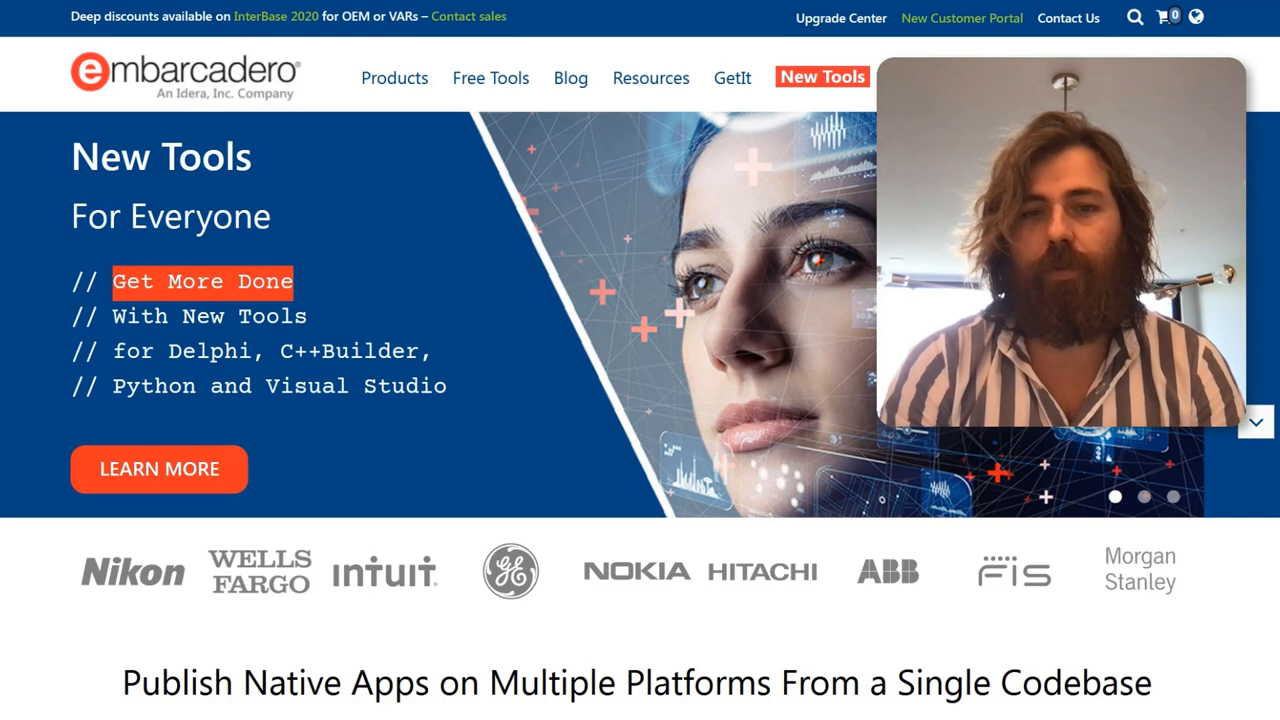 Deep discounts available on InterBase 2020 for OEM or VARs – Contact sales
Upgrade Center New Customer Portal Contact Us 0
embarcadero®
An Idera, Inc. Company
Products Free Tools Blog Resources GetIt New Tools
New Tools
For Everyone
// Get More Done
// With New Tools
// for Delphi, C++Builder,
// Python and Visual Studio
LEARN MORE
Nikon WELLS FARGO intuit GE NOKIA HITACHI ABB FIS Morgan Stanley
Publish Native Apps on Multiple Platforms From a Single Codebase